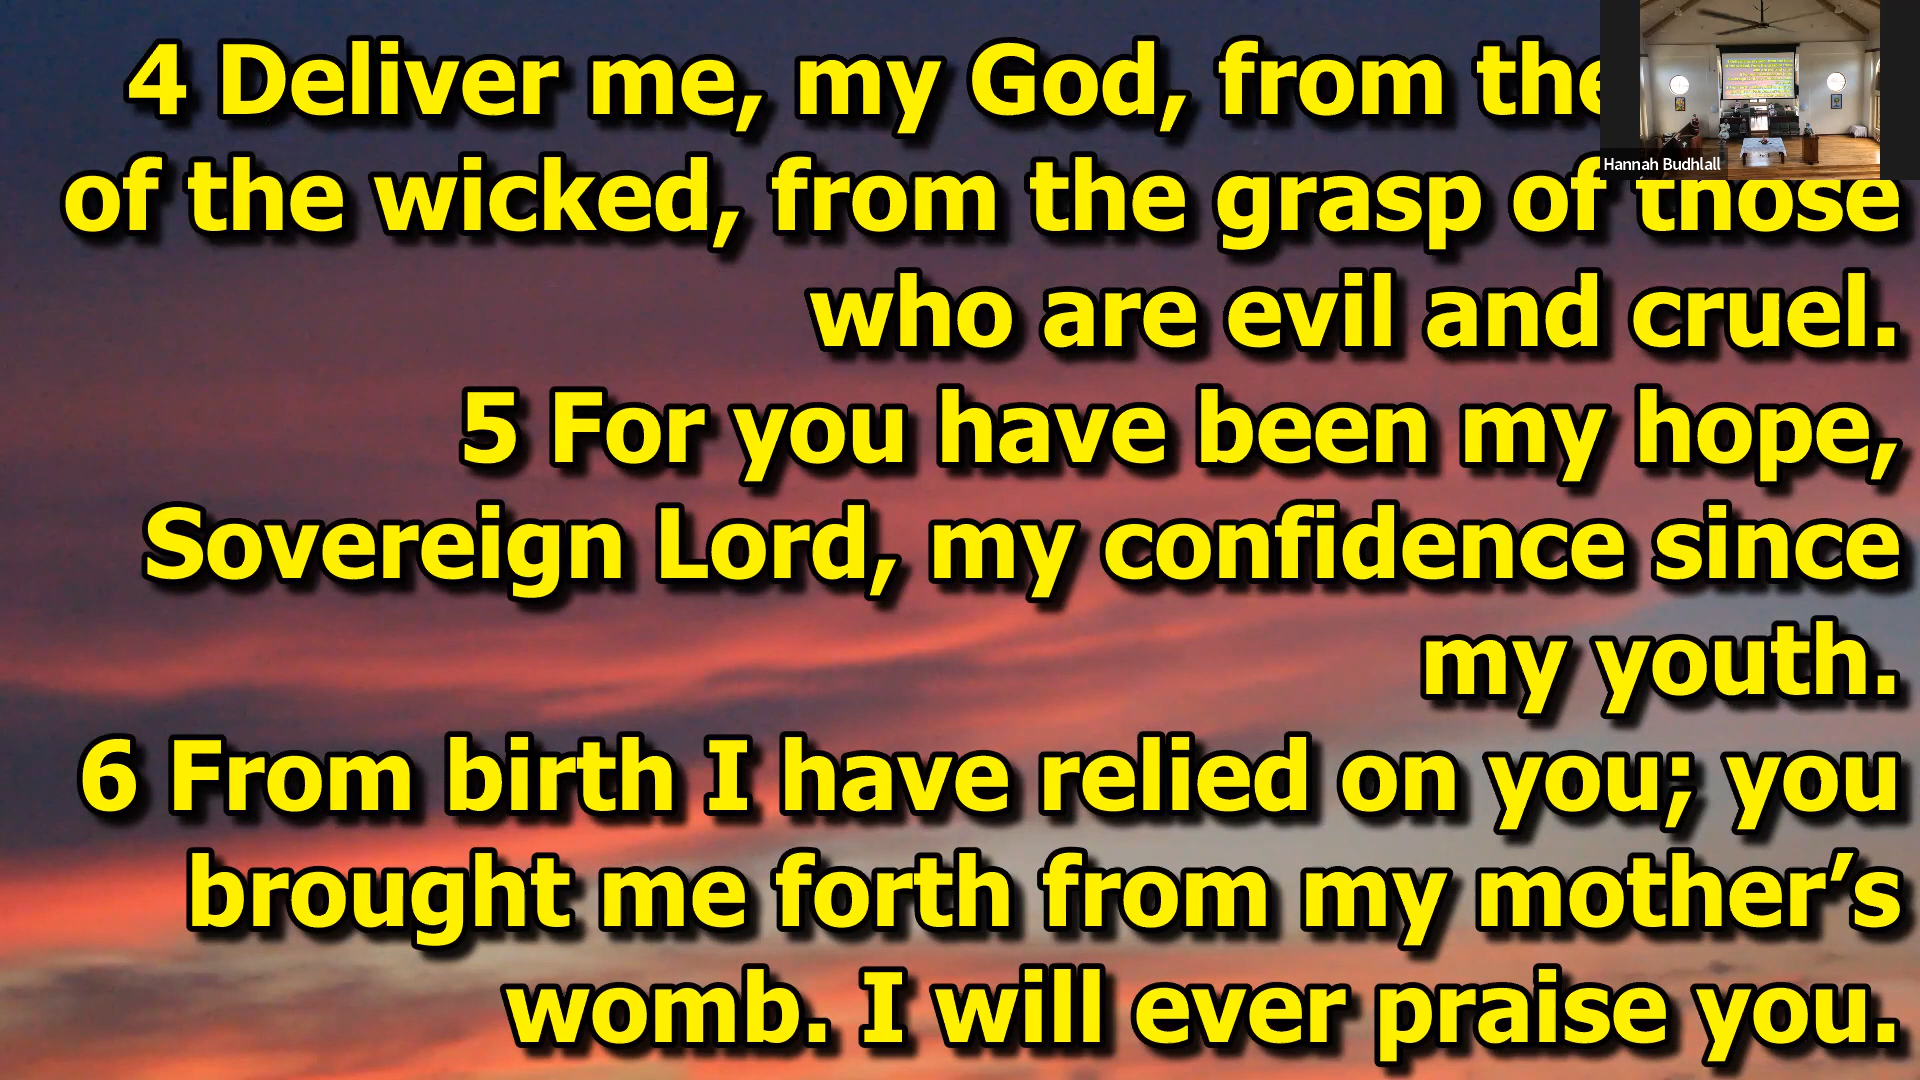 4 Deliver me, my God, from the
of the wicked, from the grasp of those
who are evil and cruel.
5 For you have been my hope,
Sovereign Lord, my confidence since
my youth.
6 From birth I have relied on you; you
brought me forth from my mother’s
womb. I will ever praise you.
Hannah Budhlall